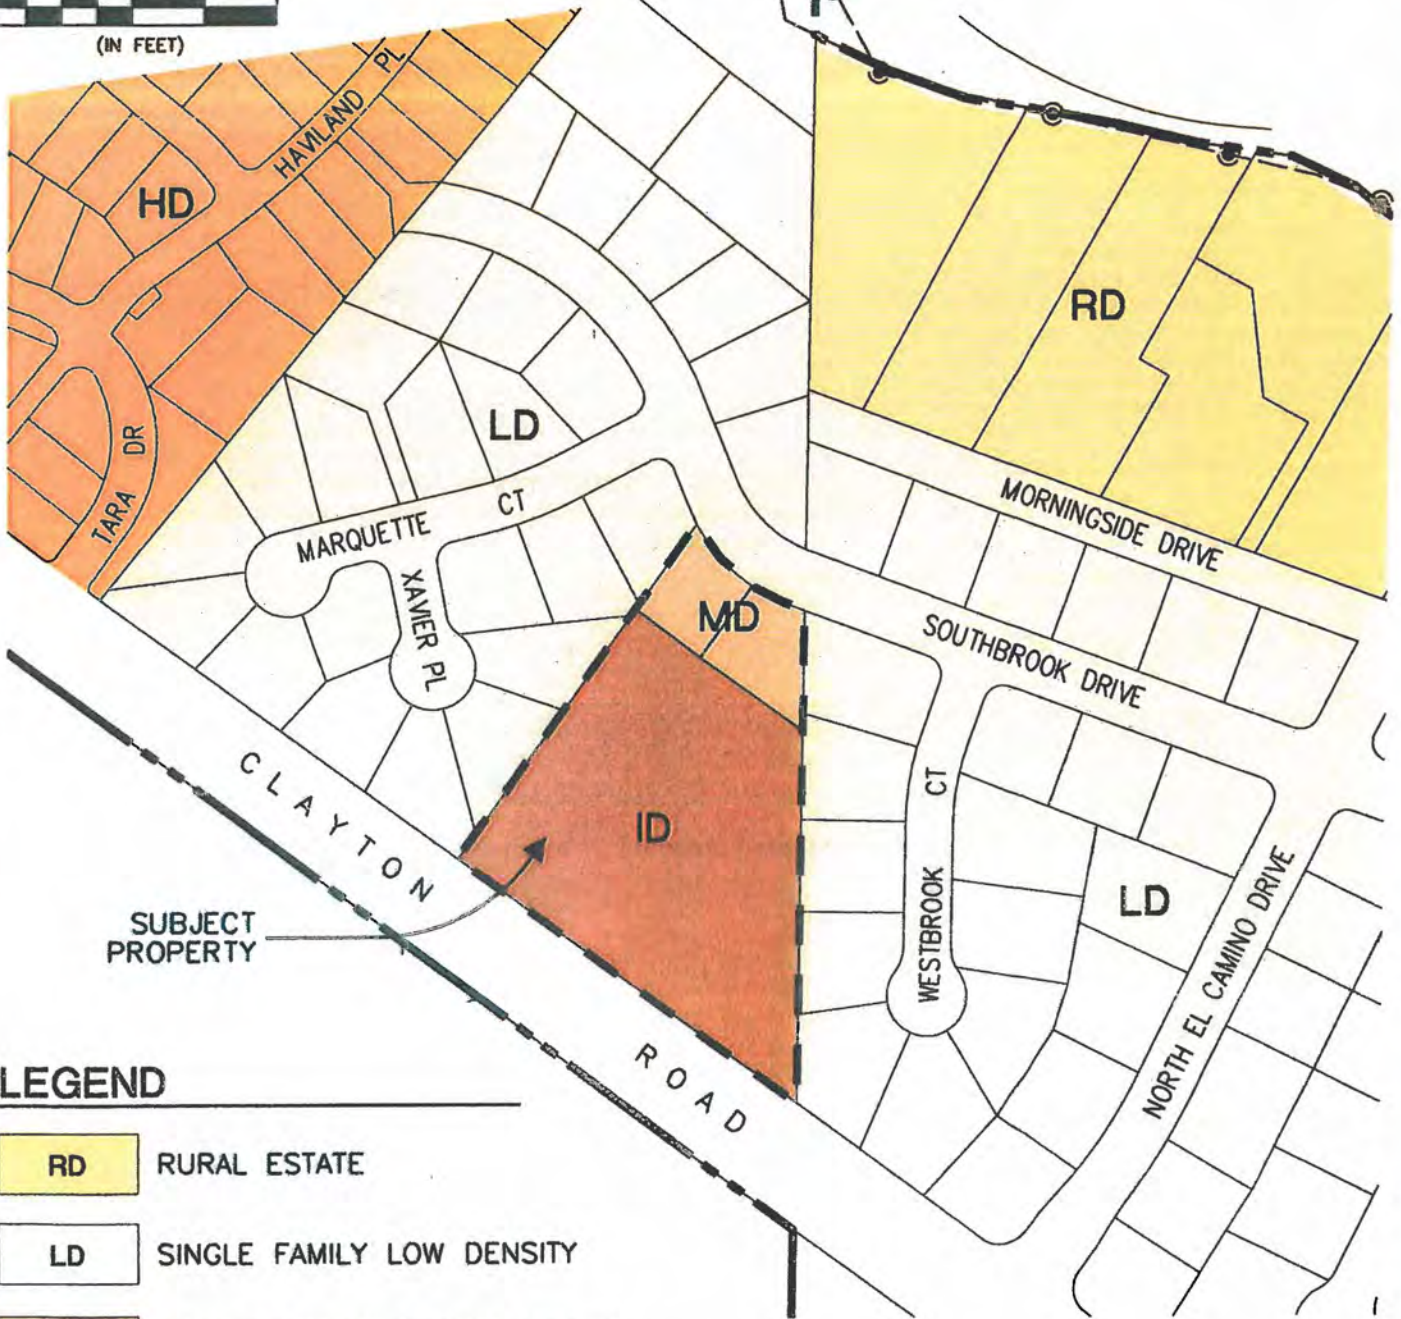 (IN FEET)
HAVILAND PL
HD
RD
LD
TARA DR
MARQUETTE CT
MORNINGSIDE DRIVE
XAVIER PL
MD
SOUTHBROOK DRIVE
CLAYTON ROAD
ID
WESTBROOK CT
LD
NORTH EL CAMINO DRIVE
SUBJECT
PROPERTY
LEGEND
RD RURAL ESTATE
LD SINGLE FAMILY LOW DENSITY